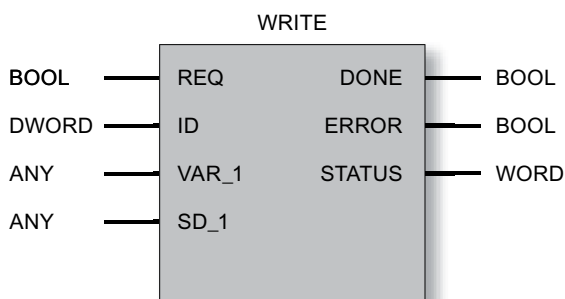 WRITE
BOOL REQ DONE BOOL
DWORD ID ERROR BOOL
ANY VAR_1 STATUS WORD
ANY SD_1